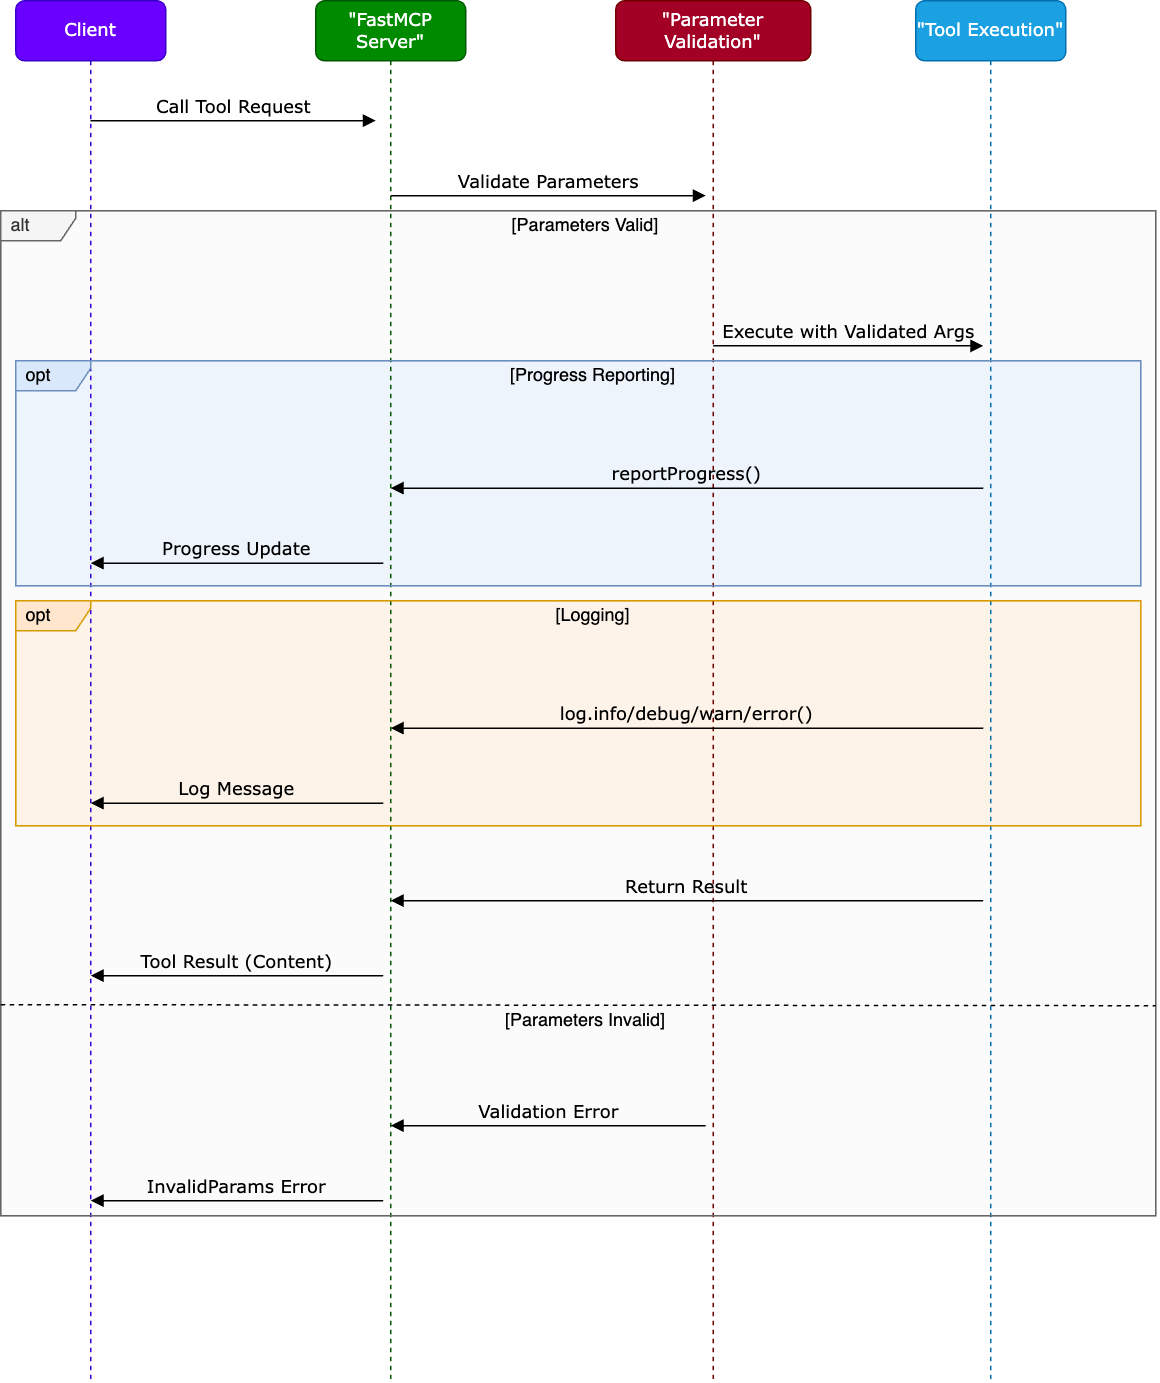 Client
"FastMCP
Server"
"Parameter
Validation"
"Tool Execution"
Call Tool Request
Validate Parameters
alt
[Parameters Valid]
Execute with Validated Args
opt
[Progress Reporting]
reportProgress()
Progress Update
opt
[Logging]
log.info/debug/warn/error()
Log Message
Return Result
Tool Result (Content)
[Parameters Invalid]
Validation Error
InvalidParams Error